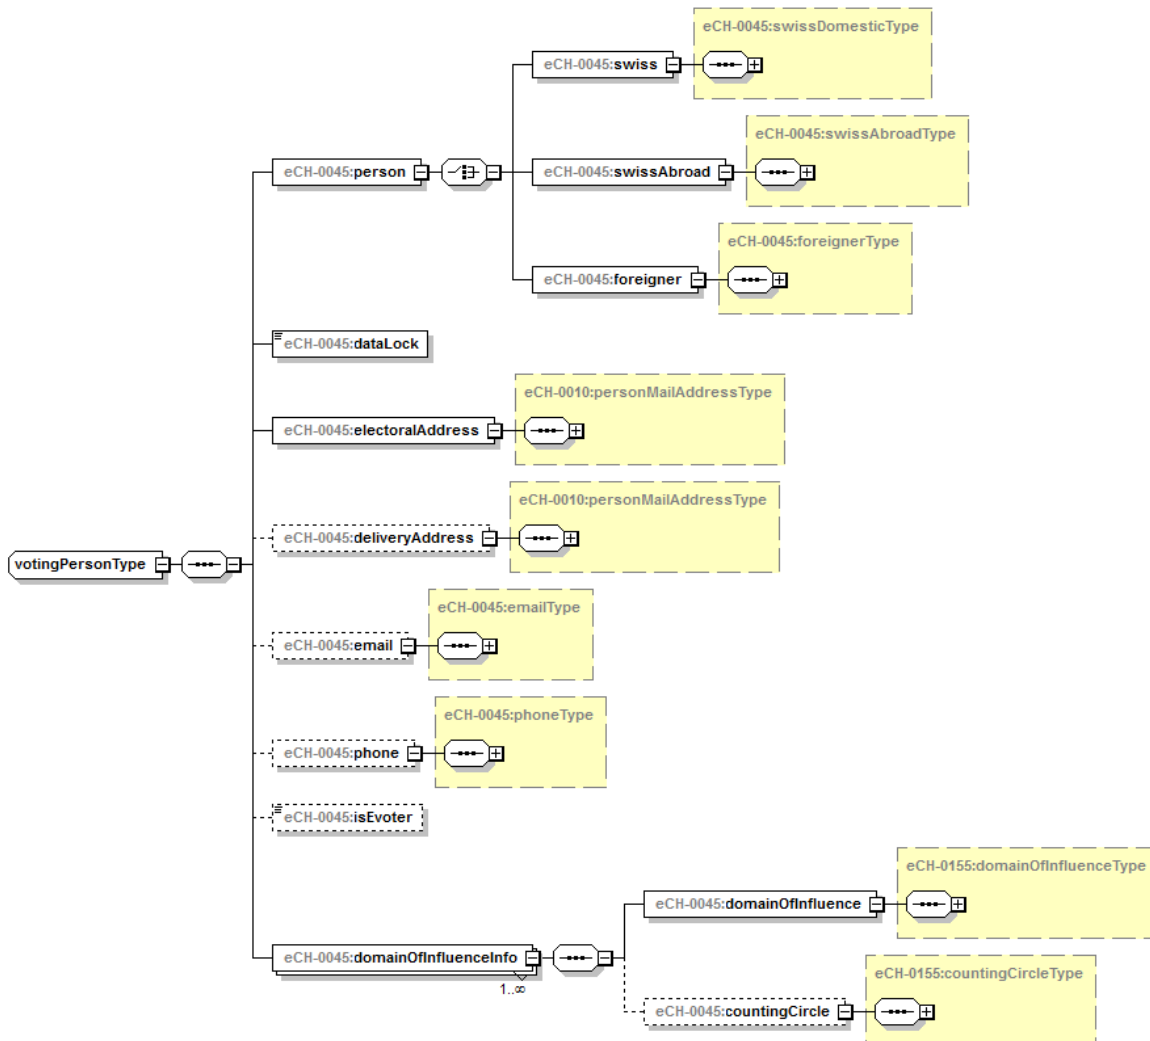 eCH-0045:swissDomesticType
eCH-0045:swiss
eCH-0045:swissAbroadType
eCH-0045:person
eCH-0045:swissAbroad
eCH-0045:foreignerType
eCH-0045:foreigner
eCH-0045:dataLock
eCH-0010:personMailAddressType
eCH-0045:electoralAddress
eCH-0010:personMailAddressType
eCH-0045:deliveryAddress
votingPersonType
eCH-0045:emailType
eCH-0045:email
eCH-0045:phoneType
eCH-0045:phone
eCH-0045:isEvoter
eCH-0155:domainOfInfluenceType
eCH-0045:domainOfInfluence
eCH-0045:domainOfInfluenceInfo
1..∞
eCH-0155:countingCircleType
eCH-0045:countingCircle